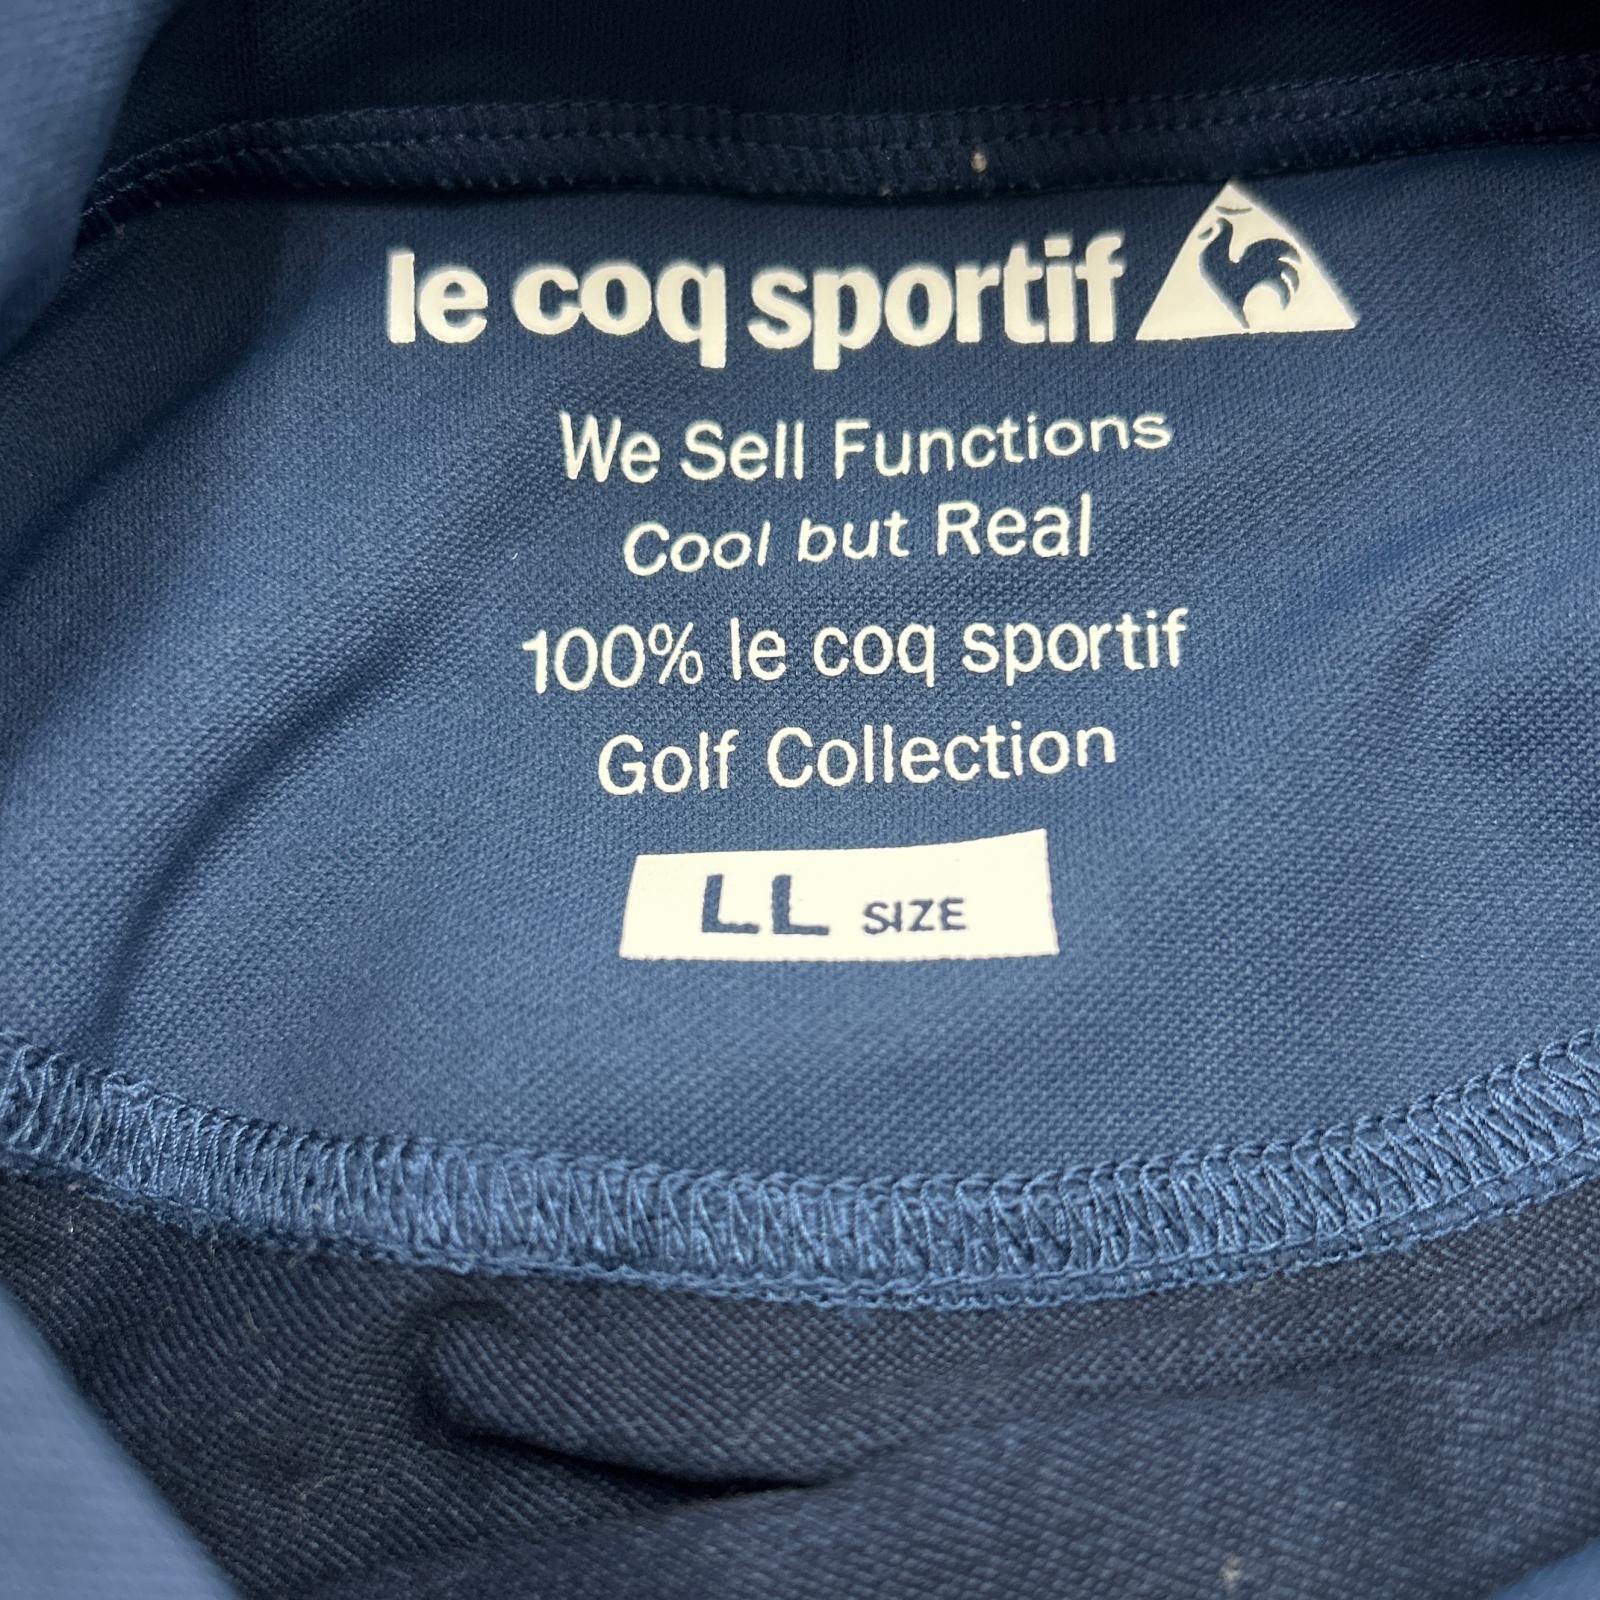 le coq sportif
We Sell Functions
Cool but Real
100% le coq sportif
Golf Collection
LL SIZE